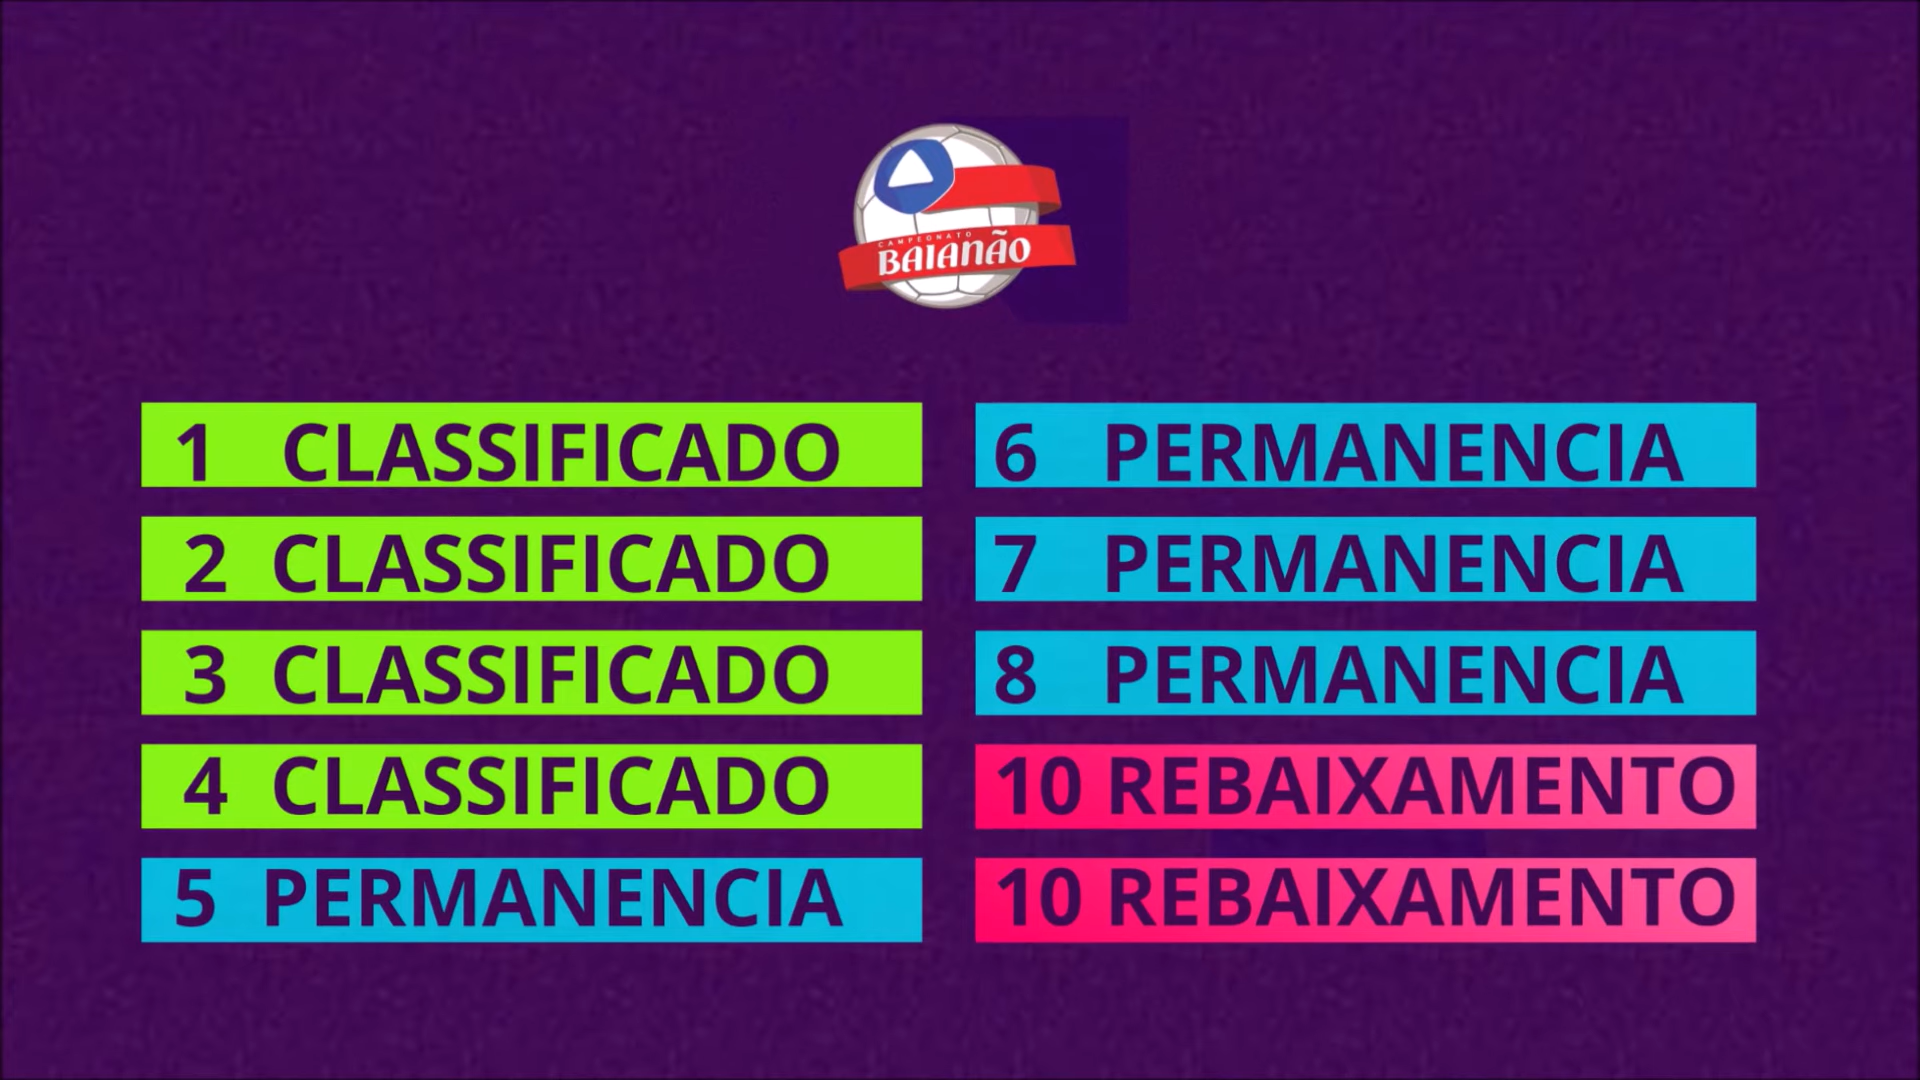 CAMPEONATO
BAIANÃO
1 CLASSIFICADO
2 CLASSIFICADO
3 CLASSIFICADO
4 CLASSIFICADO
5 PERMANENCIA
6 PERMANENCIA
7 PERMANENCIA
8 PERMANENCIA
10 REBAIXAMENTO
10 REBAIXAMENTO